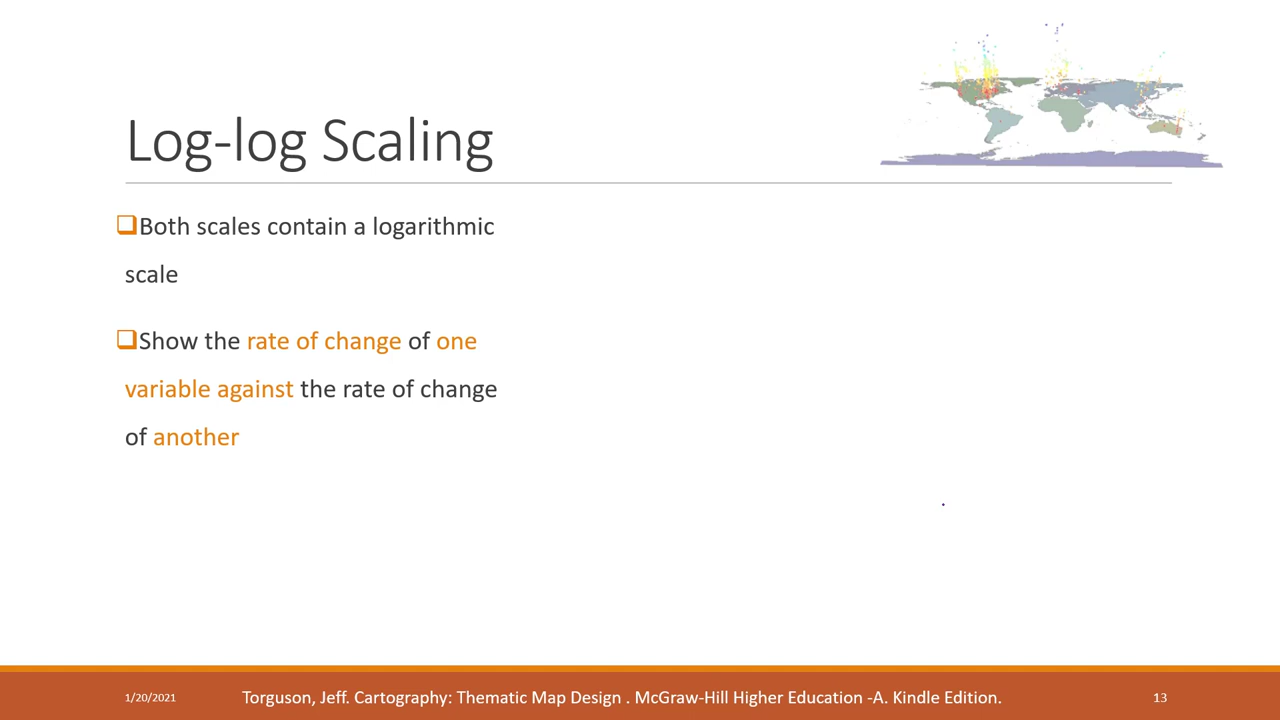 Log-log Scaling
❑Both scales contain a logarithmic
scale
❑Show the rate of change of one
variable against the rate of change
of another
1/20/2021
Torguson, Jeff. Cartography: Thematic Map Design . McGraw-Hill Higher Education -A. Kindle Edition.
13